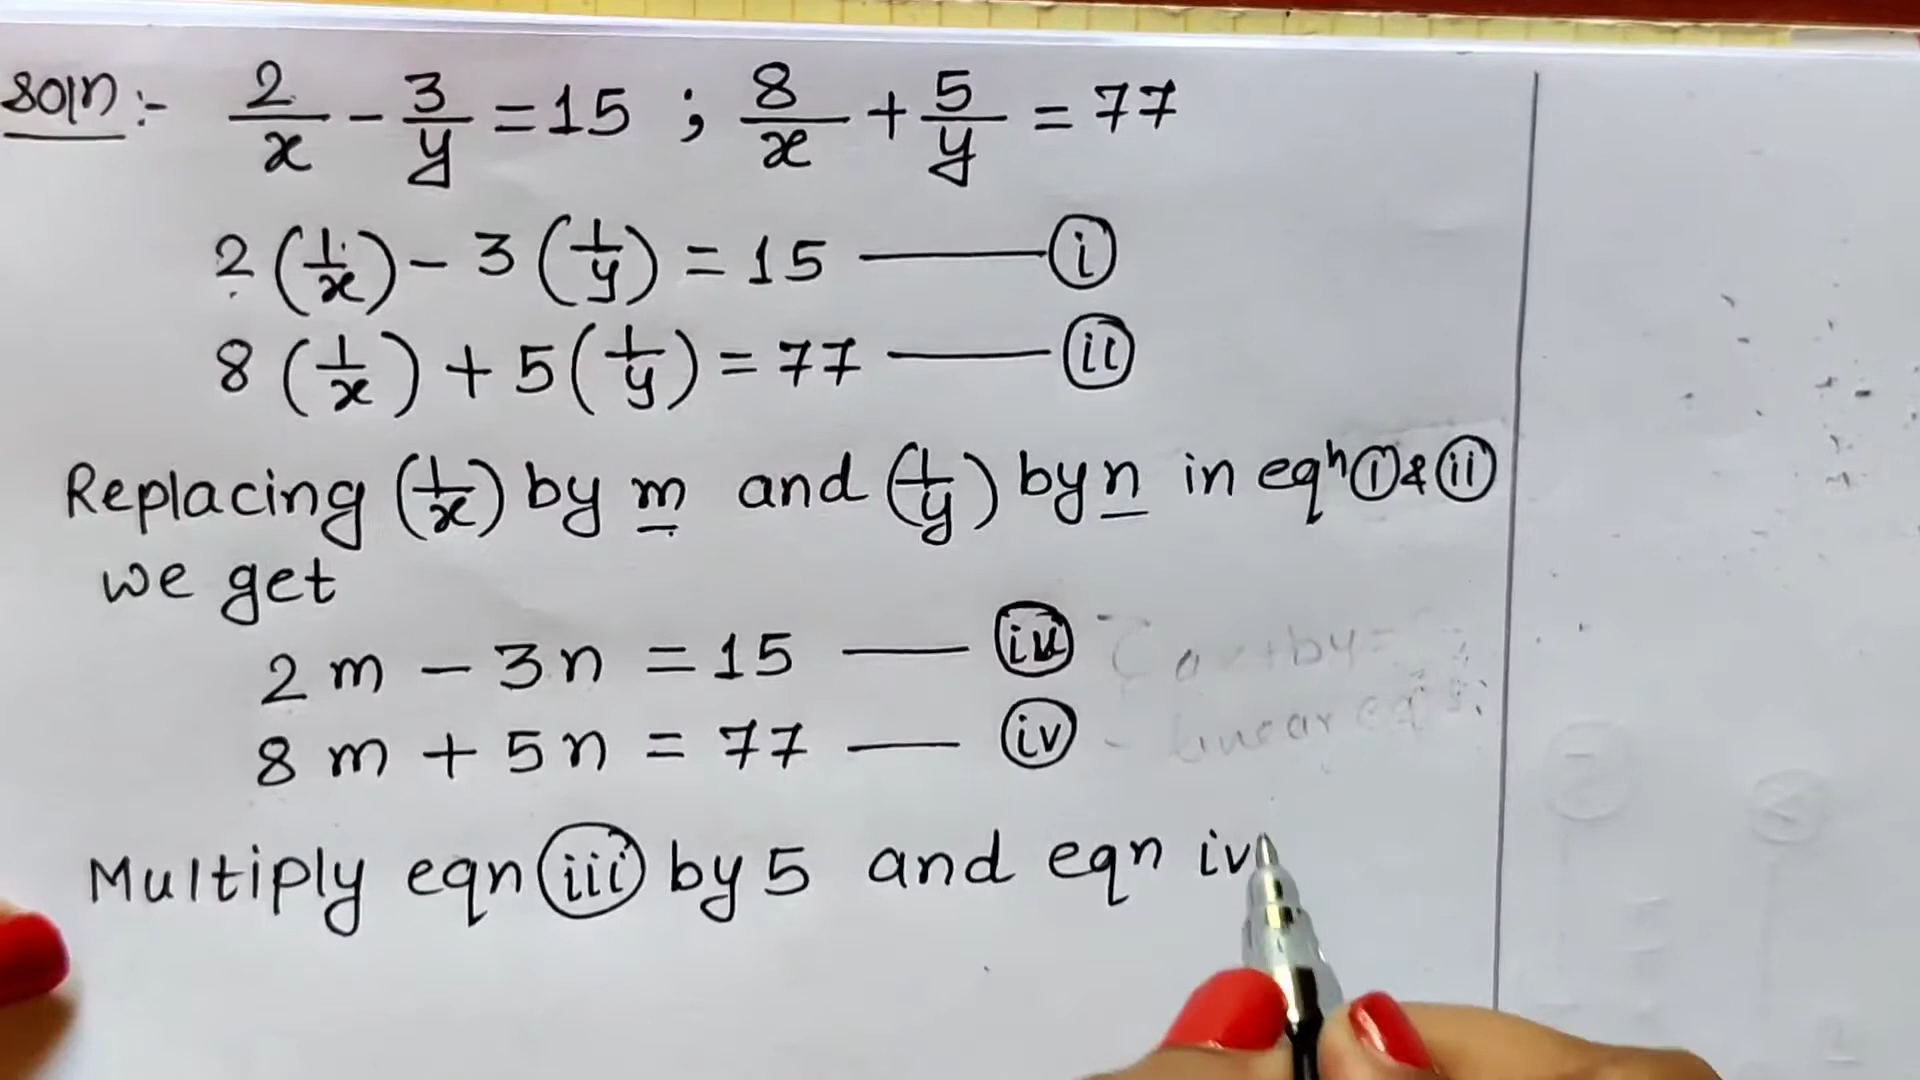 Soln:- 2/x - 3/y = 15 ; 8/x + 5/y = 77
2(1/x) - 3(1/y) = 15 —— (i)
8(1/x) + 5(1/y) = 77 —— (ii)
Replacing (1/x) by m and (1/y) by n in eqn (i) & (ii)
we get
2m - 3n = 15 ——
8m + 5n = 77 —— (iv)
Multiply eqn (iii) by 5 and eqn iv